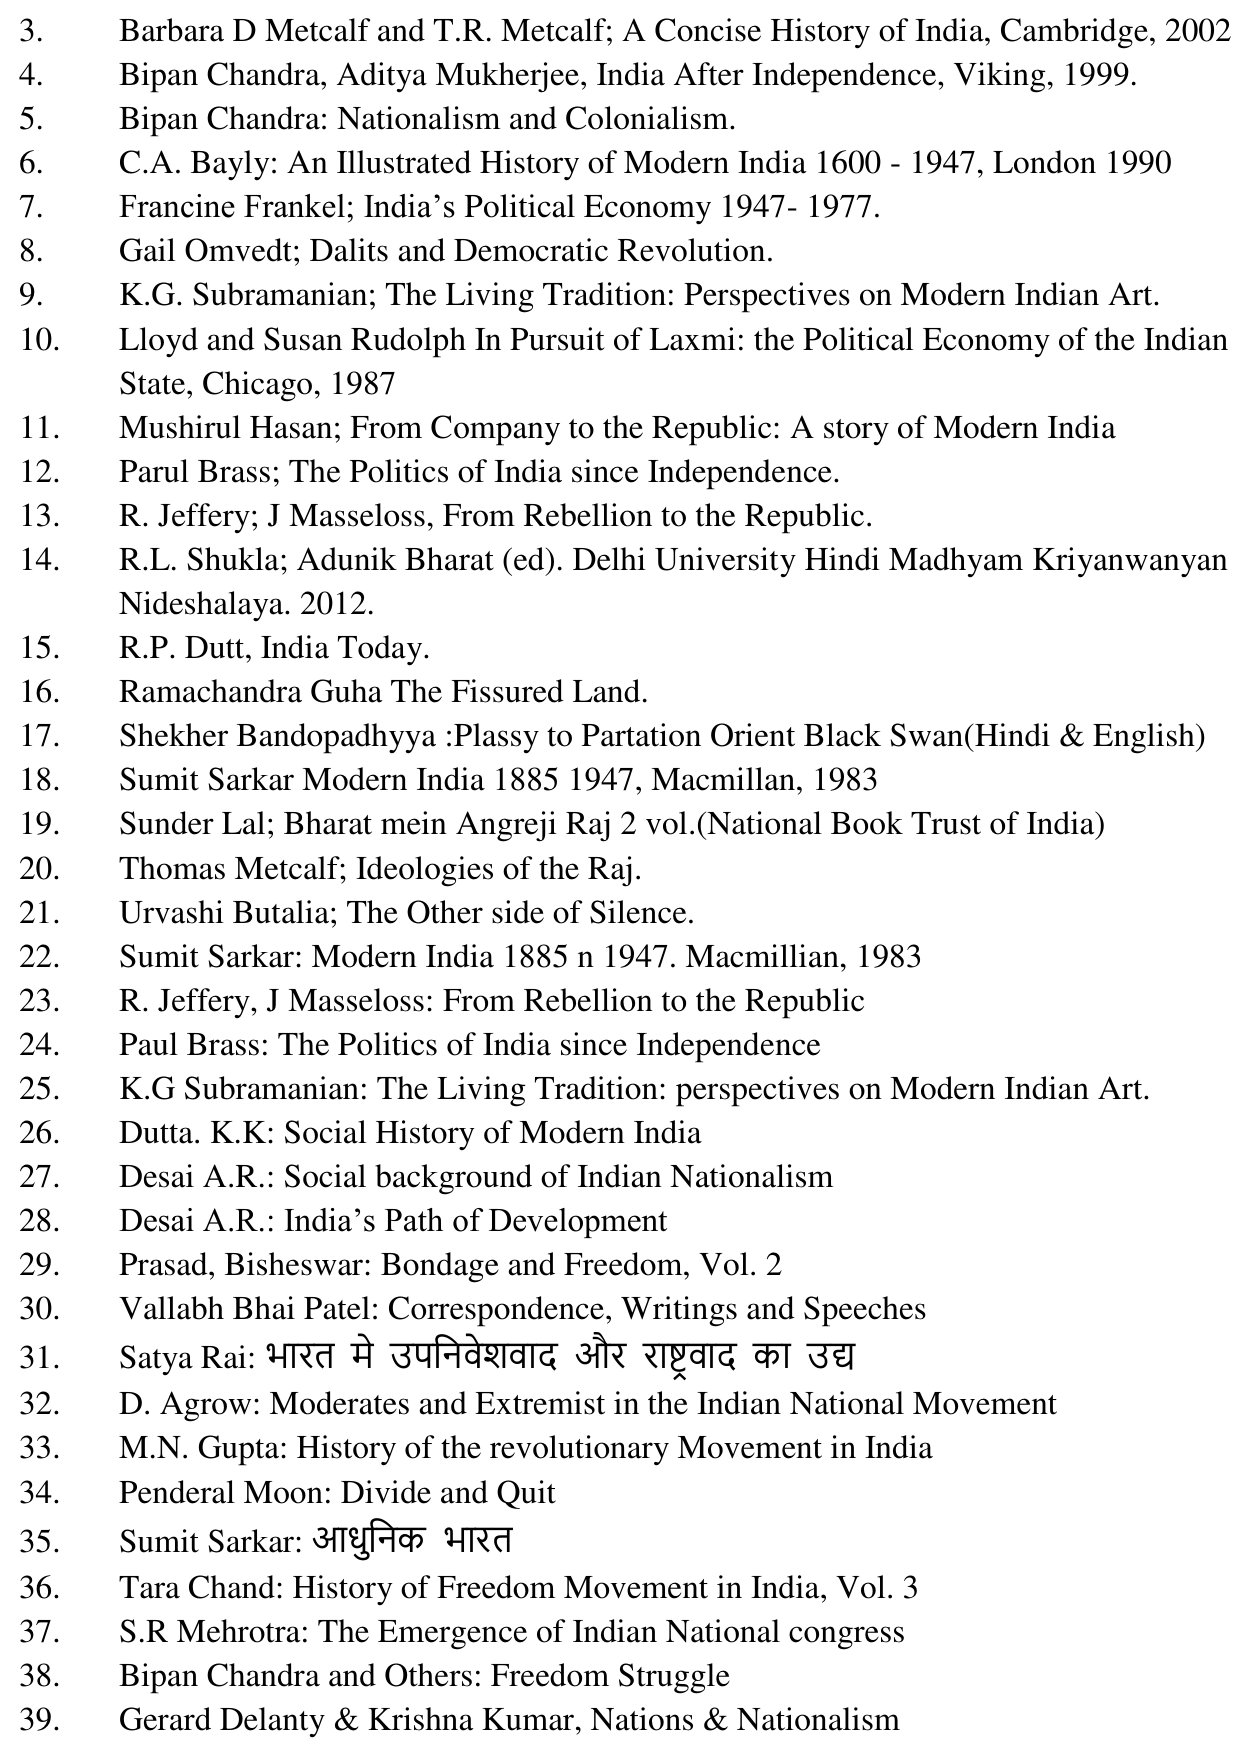 3. Barbara D Metcalf and T.R. Metcalf; A Concise History of India, Cambridge, 2002
4. Bipan Chandra, Aditya Mukherjee, India After Independence, Viking, 1999.
5. Bipan Chandra: Nationalism and Colonialism.
6. C.A. Bayly: An Illustrated History of Modern India 1600 - 1947, London 1990
7. Francine Frankel; India’s Political Economy 1947- 1977.
8. Gail Omvedt; Dalits and Democratic Revolution.
9. K.G. Subramanian; The Living Tradition: Perspectives on Modern Indian Art.
10. Lloyd and Susan Rudolph In Pursuit of Laxmi: the Political Economy of the Indian
State, Chicago, 1987
11. Mushirul Hasan; From Company to the Republic: A story of Modern India
12. Parul Brass; The Politics of India since Independence.
13. R. Jeffery; J Masseloss, From Rebellion to the Republic.
14. R.L. Shukla; Adunik Bharat (ed). Delhi University Hindi Madhyam Kriyanwanyan
Nideshalaya. 2012.
15. R.P. Dutt, India Today.
16. Ramachandra Guha The Fissured Land.
17. Shekher Bandopadhyya :Plassy to Partation Orient Black Swan(Hindi & English)
18. Sumit Sarkar Modern India 1885 1947, Macmillan, 1983
19. Sunder Lal; Bharat mein Angreji Raj 2 vol.(National Book Trust of India)
20. Thomas Metcalf; Ideologies of the Raj.
21. Urvashi Butalia; The Other side of Silence.
22. Sumit Sarkar: Modern India 1885 n 1947. Macmillian, 1983
23. R. Jeffery, J Masseloss: From Rebellion to the Republic
24. Paul Brass: The Politics of India since Independence
25. K.G Subramanian: The Living Tradition: perspectives on Modern Indian Art.
26. Dutta. K.K: Social History of Modern India
27. Desai A.R.: Social background of Indian Nationalism
28. Desai A.R.: India’s Path of Development
29. Prasad, Bisheswar: Bondage and Freedom, Vol. 2
30. Vallabh Bhai Patel: Correspondence, Writings and Speeches
31. Satya Rai: भारत मे उपनिवेशवाद और राष्ट्रवाद का उद्य
32. D. Agrow: Moderates and Extremist in the Indian National Movement
33. M.N. Gupta: History of the revolutionary Movement in India
34. Penderal Moon: Divide and Quit
35. Sumit Sarkar: आधुनिक भारत
36. Tara Chand: History of Freedom Movement in India, Vol. 3
37. S.R Mehrotra: The Emergence of Indian National congress
38. Bipan Chandra and Others: Freedom Struggle
39. Gerard Delanty & Krishna Kumar, Nations & Nationalism